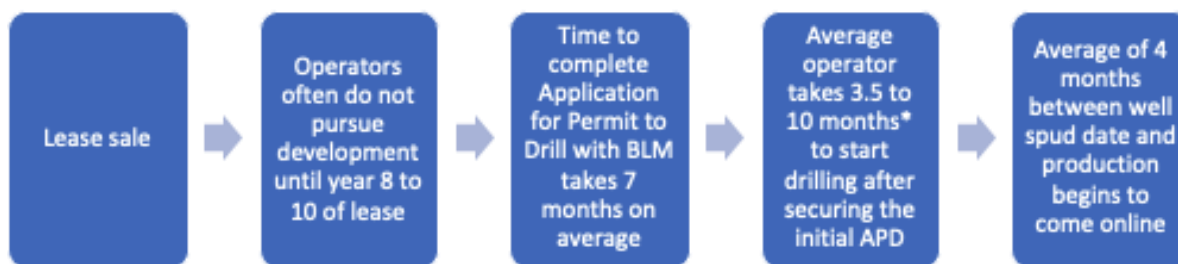 Lease sale
Operators
often do not
pursue
development
until year 8 to
10 of lease
Time to
complete
Application
for Permit to
Drill with BLM
takes 7
months on
average
Average
operator
takes 3.5 to
10 months*
to start
drilling after
securing the
initial APD
Average of 4
months
between well
spud date and
production
begins to
come online